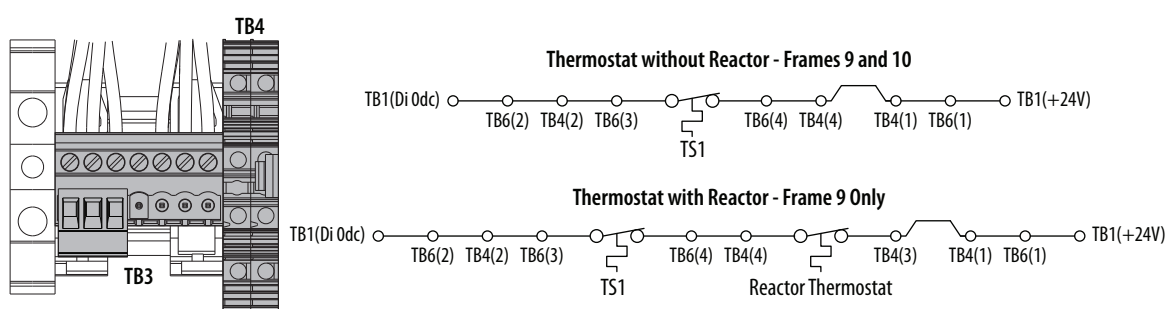 TB4
TB3
Thermostat without Reactor - Frames 9 and 10
TB1(Di 0dc) TB1(+24V)
TB6(2) TB4(2) TB6(3) TB6(4) TB4(4) TB4(1) TB6(1)
TS1
Thermostat with Reactor - Frame 9 Only
TB1(Di 0dc) TB1(+24V)
TB6(2) TB4(2) TB6(3) TB6(4) TB4(4) TB4(3) TB4(1) TB6(1)
TS1 Reactor Thermostat